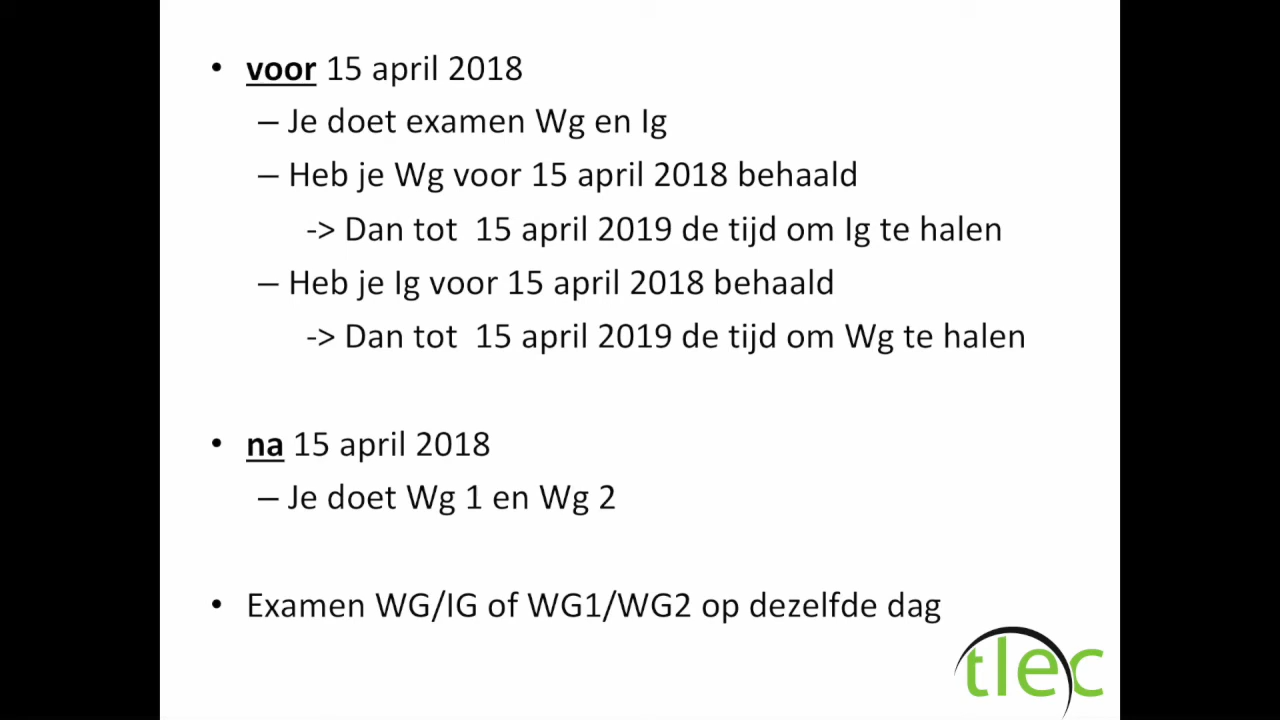 • voor 15 april 2018
– Je doet examen Wg en Ig
– Heb je Wg voor 15 april 2018 behaald
-> Dan tot 15 april 2019 de tijd om Ig te halen
– Heb je Ig voor 15 april 2018 behaald
-> Dan tot 15 april 2019 de tijd om Wg te halen
• na 15 april 2018
– Je doet Wg 1 en Wg 2
• Examen WG/IG of WG1/WG2 op dezelfde dag
tlec